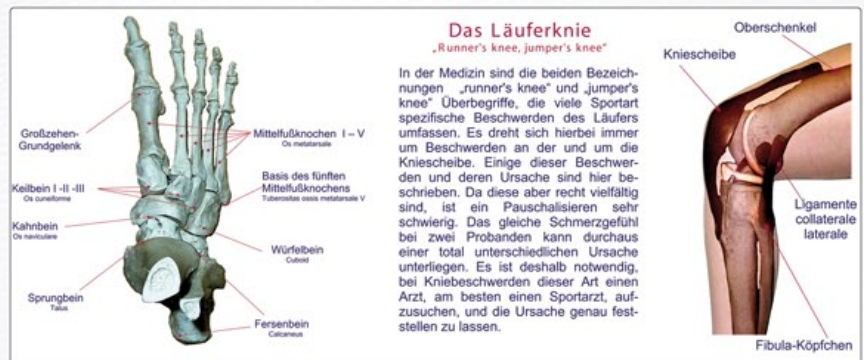 Großzehen-
Grundgelenk
Keilbein I -II -III
Os cuneiforme
Kahnbein
Os naviculare
Sprungbein
Talus
Mittelfußknochen I – V
Os metatarsale
Basis des fünften
Mittelfußknochens
Tuberositas ossis metatarsale V
Würfelbein
Cuboid
Fersenbein
Calcaneus
Das Läuferknie
„Runner's knee, jumper's knee“
In der Medizin sind die beiden Bezeich-
nungen „runner's knee“ und „jumper's
knee“ Überbegriffe, die viele Sportart
spezifische Beschwerden des Läufers
umfassen. Es dreht sich hierbei immer
um Beschwerden an der und um die
Kniescheibe. Einige dieser Beschwer-
den und deren Ursache sind hier be-
schrieben. Da diese aber recht vielfältig
sind, ist ein Pauschalisieren sehr
schwierig. Das gleiche Schmerzgefühl
bei zwei Probanden kann durchaus
einer total unterschiedlichen Ursache
unterliegen. Es ist deshalb notwendig,
bei Kniebeschwerden dieser Art einen
Arzt, am besten einen Sportarzt, auf-
zusuchen, und die Ursache genau fest-
stellen zu lassen.
Oberschenkel
Kniescheibe
Ligamente
collaterale
laterale
Fibula-Köpfchen